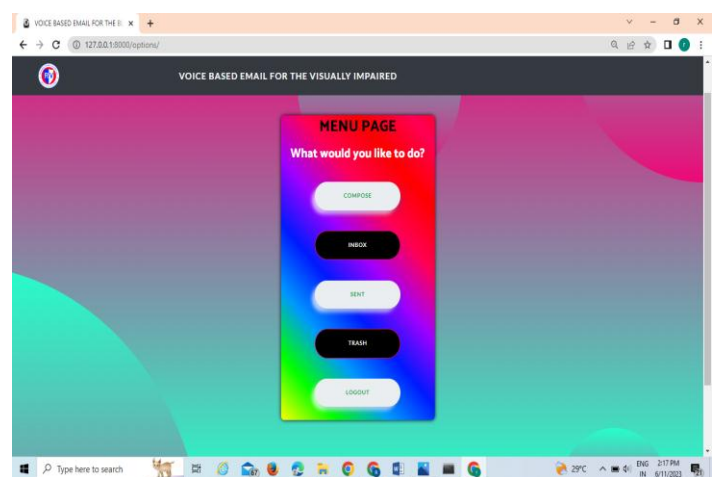 VOICE BASED EMAIL FOR THE
127.0.0.1:8000/options/
VOICE BASED EMAIL FOR THE VISUALLY IMPAIRED
MENU PAGE
What would you like to do?
COMPOSE
INBOX
SENT
TRASH
LOGOUT
Type here to search
29°C
ENG
IN
2:17 PM
6/11/2023